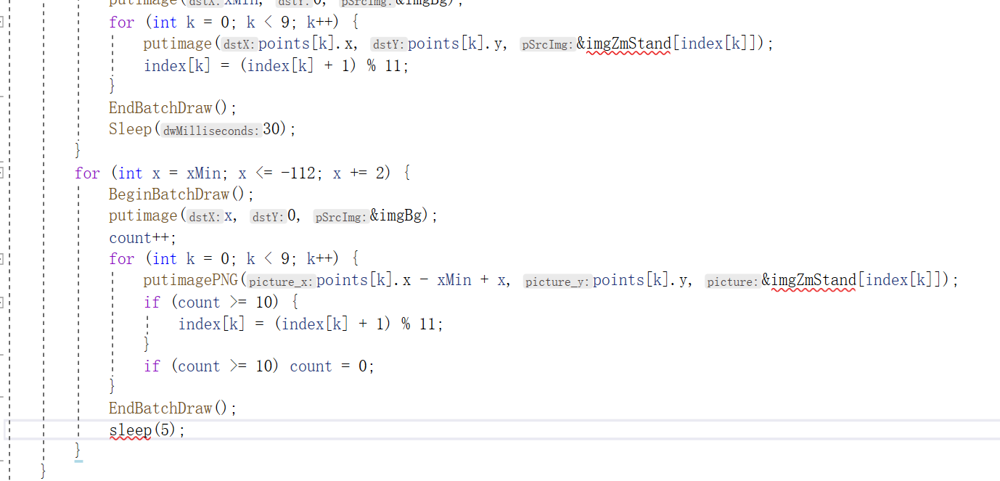 putimage(dstX:xMin, dstY:0, pSrcImg:&imgBg);
for (int k = 0; k < 9; k++) {
putimage(dstX:points[k].x, dstY:points[k].y, pSrcImg:&imgZmStand[index[k]]);
index[k] = (index[k] + 1) % 11;
}
EndBatchDraw();
Sleep(dwMilliseconds:30);
}
for (int x = xMin; x <= -112; x += 2) {
BeginBatchDraw();
putimage(dstX:x, dstY:0, pSrcImg:&imgBg);
count++;
for (int k = 0; k < 9; k++) {
putimagePNG(picture_x:points[k].x - xMin + x, picture_y:points[k].y, picture:&imgZmStand[index[k]]);
if (count >= 10) {
index[k] = (index[k] + 1) % 11;
}
if (count >= 10) count = 0;
}
EndBatchDraw();
sleep(5);
}
}